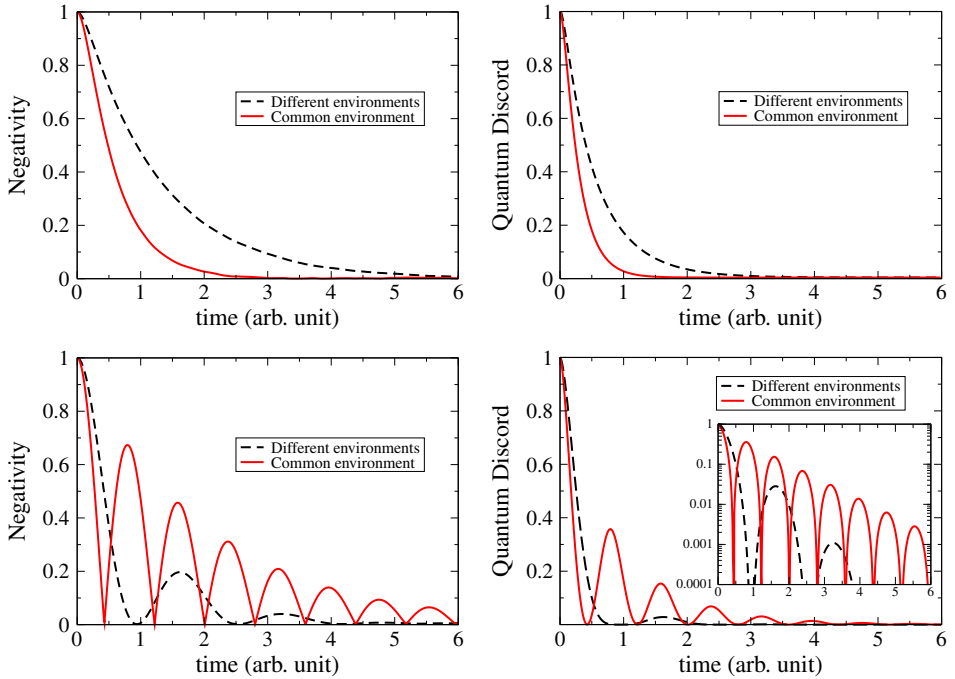 1
0.8
0.6
0.4
0.2
0
Negativity
Different environments
Common environment
0 1 2 3 4 5 6
time (arb. unit)
1
0.8
0.6
0.4
0.2
0
Quantum Discord
Different environments
Common environment
0 1 2 3 4 5 6
time (arb. unit)
1
0.8
0.6
0.4
0.2
0
Negativity
Different environments
Common environment
0 1 2 3 4 5 6
time (arb. unit)
1
0.8
0.6
0.4
0.2
0
Quantum Discord
Different environments
Common environment
1
0.1
0.01
0.001
0.0001
0 1 2 3 4 5 6
0 1 2 3 4 5 6
time (arb. unit)